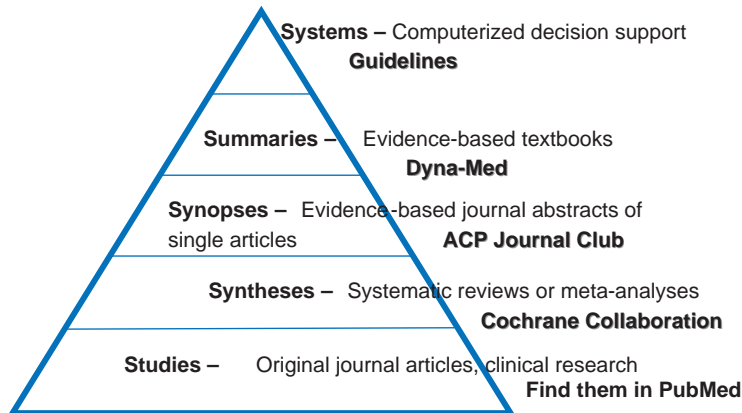 Systems – Computerized decision support
Guidelines
Summaries – Evidence-based textbooks
Dyna-Med
Synopses – Evidence-based journal abstracts of
single articles ACP Journal Club
Syntheses – Systematic reviews or meta-analyses
Cochrane Collaboration
Studies – Original journal articles, clinical research
Find them in PubMed